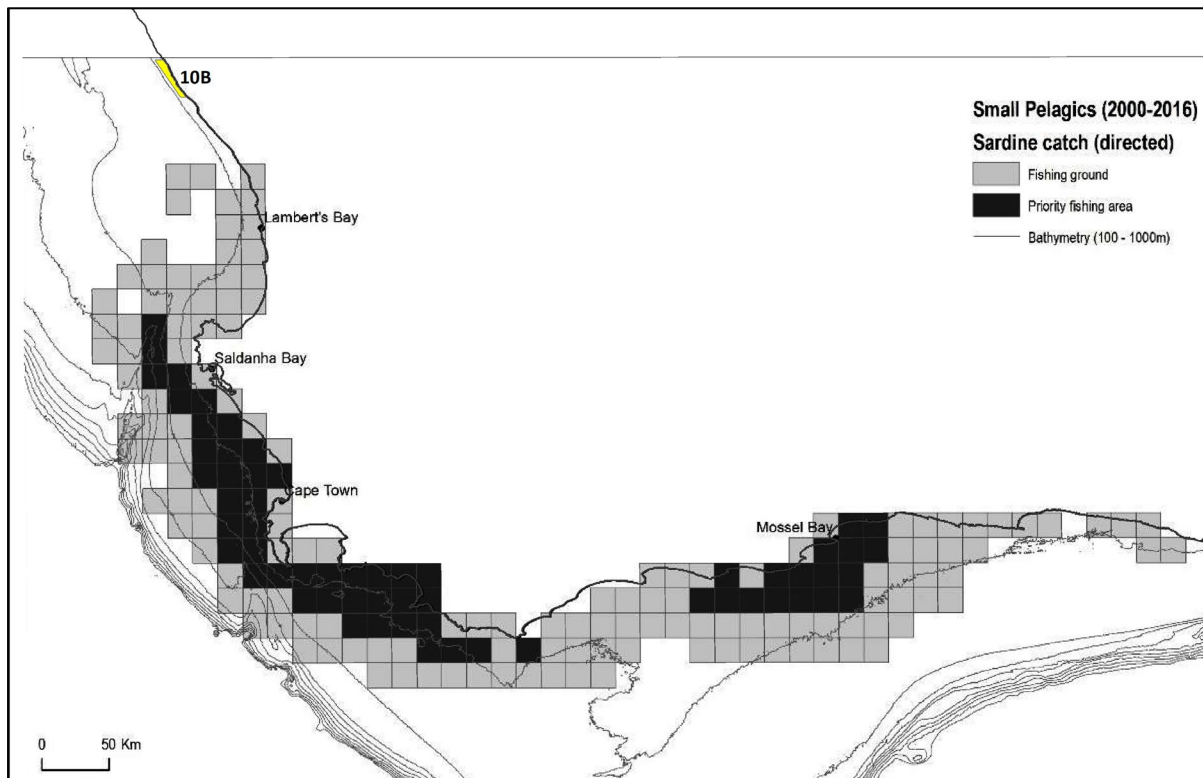 10B
Small Pelagics (2000-2016)
Sardine catch (directed)
Fishing ground
Priority fishing area
Bathymetry (100 - 1000m)
Lambert's Bay
Saldanha Bay
Cape Town
Mossel Bay
0 50 Km